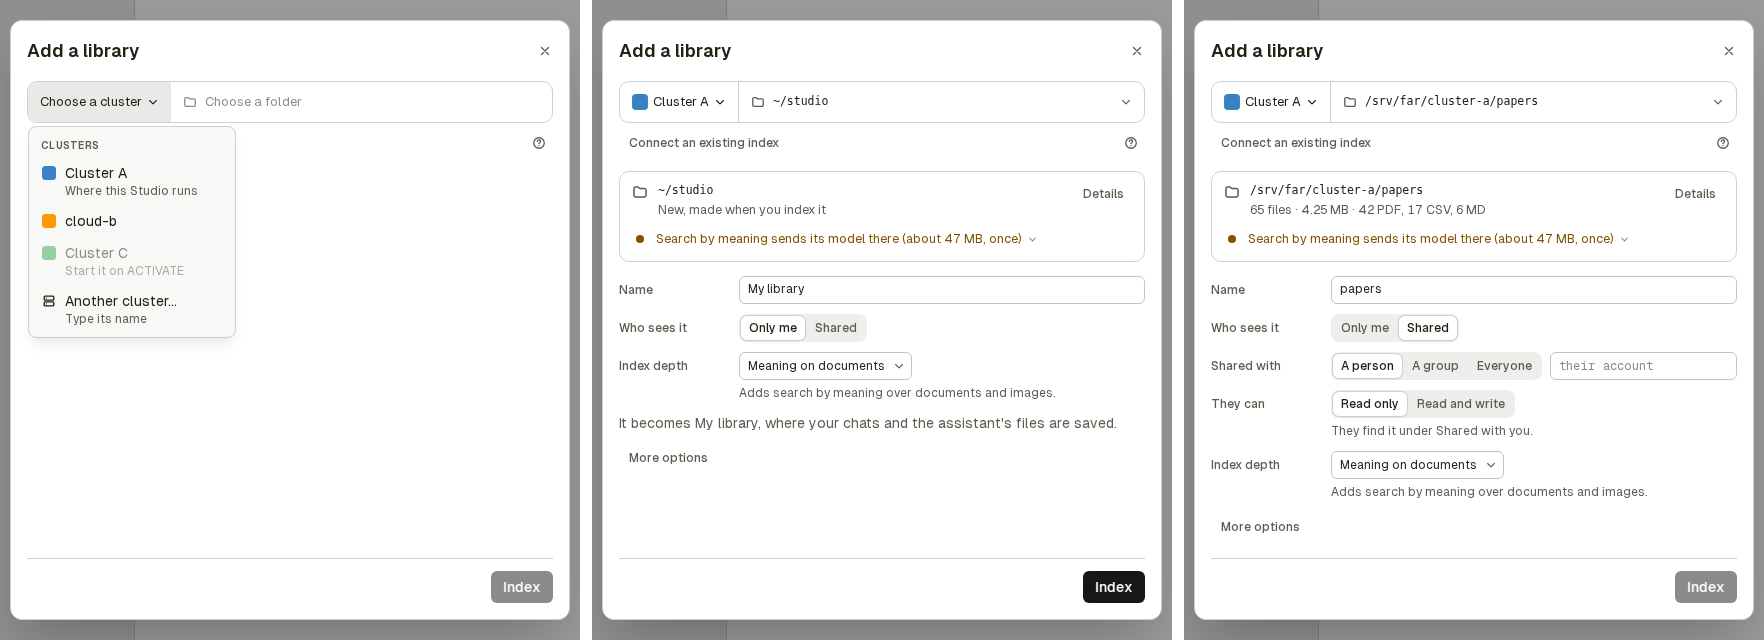 Add a library
Choose a cluster
Choose a folder
CLUSTERS
Cluster A
Where this Studio runs
cloud-b
Cluster C
Start it on ACTIVATE
Another cluster...
Type its name
Index
Add a library
Cluster A
~/studio
Connect an existing index
~/studio
Details
New, made when you index it
Search by meaning sends its model there (about 47 MB, once)
Name
My library
Who sees it
Only me
Shared
Index depth
Meaning on documents
Adds search by meaning over documents and images.
It becomes My library, where your chats and the assistant's files are saved.
More options
Index
Add a library
Cluster A
/srv/far/cluster-a/papers
Connect an existing index
/srv/far/cluster-a/papers
Details
65 files · 4.25 MB · 42 PDF, 17 CSV, 6 MD
Search by meaning sends its model there (about 47 MB, once)
Name
papers
Who sees it
Only me
Shared
Shared with
A person
A group
Everyone
their account
They can
Read only
Read and write
They find it under Shared with you.
Index depth
Meaning on documents
Adds search by meaning over documents and images.
More options
Index